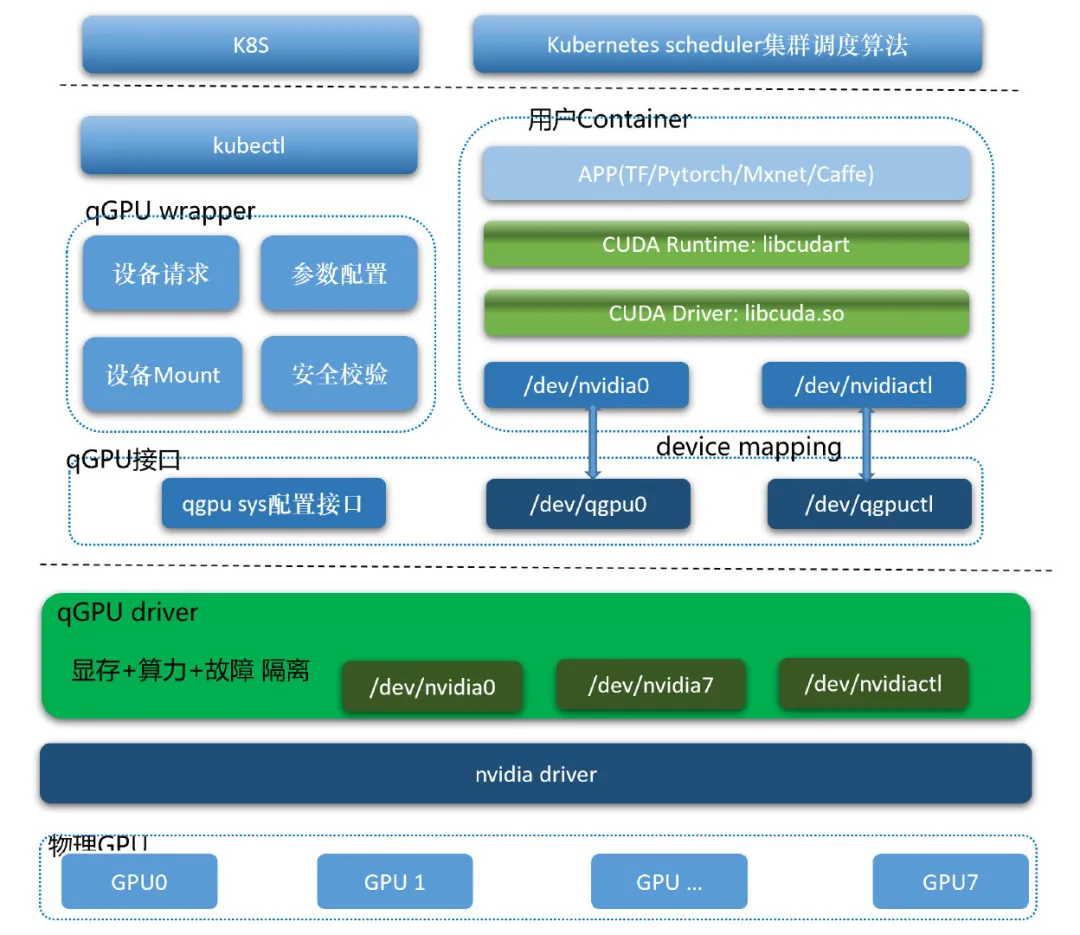 K8S
Kubernetes scheduler集群调度算法
kubectl
用户Container
APP(TF/Pytorch/Mxnet/Caffe)
qGPU wrapper
CUDA Runtime: libcudart
设备请求
参数配置
CUDA Driver: libcuda.so
设备Mount
安全校验
/dev/nvidia0
/dev/nvidiactl
device mapping
qGPU接口
qgpu sys配置接口
/dev/qgpu0
/dev/qgpuctl
qGPU driver
显存+算力+故障 隔离
/dev/nvidia0
/dev/nvidia7
/dev/nvidiactl
nvidia driver
物理GPU
GPU0
GPU 1
GPU ...
GPU7